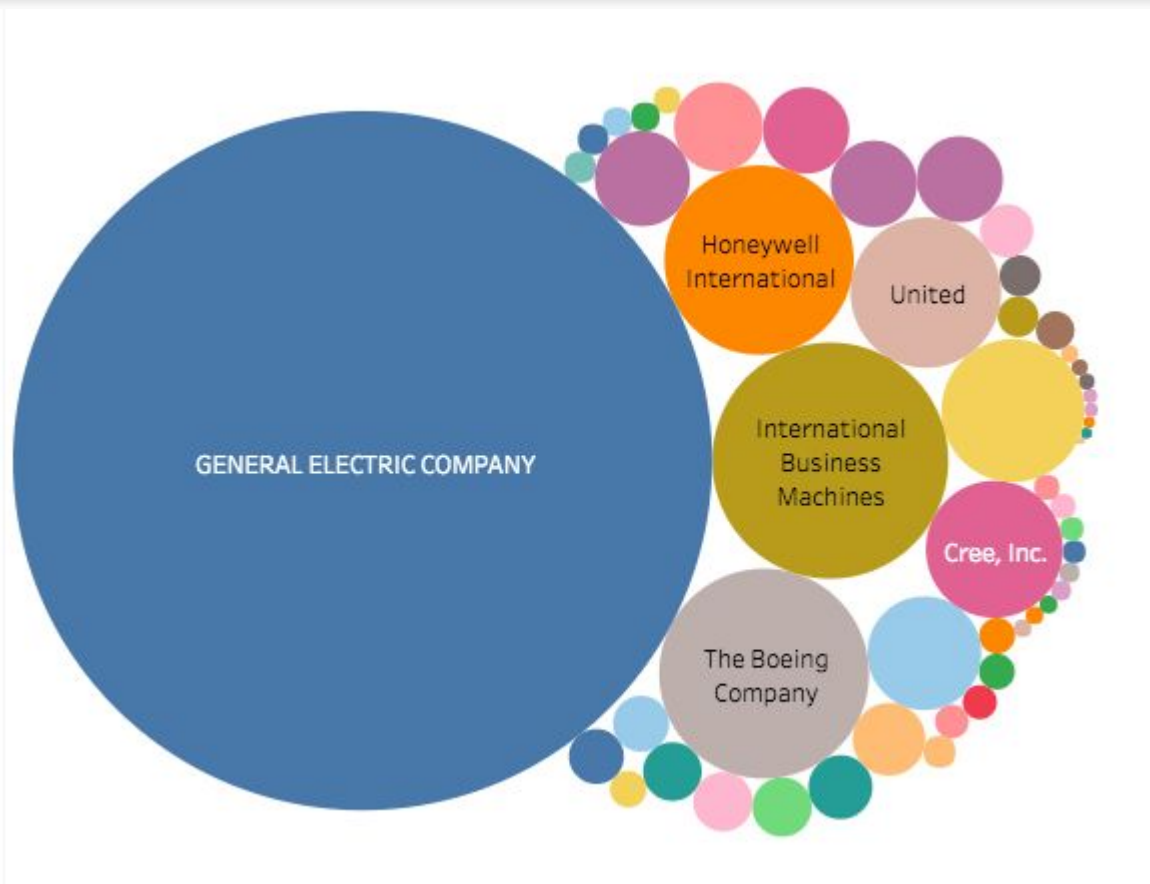 GENERAL ELECTRIC COMPANY
Honeywell
International
United
International
Business
Machines
Cree, Inc.
The Boeing
Company